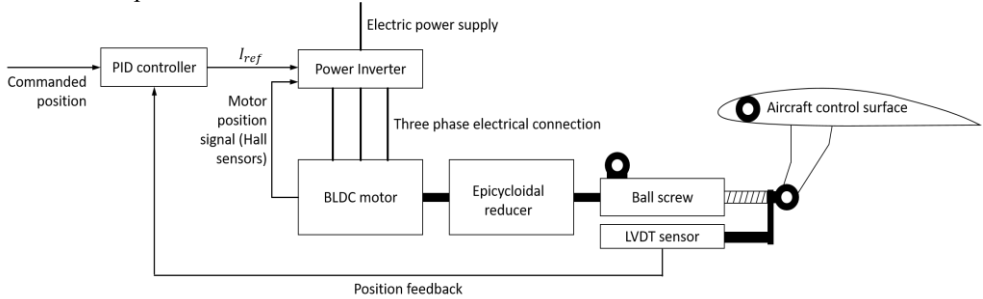 Electric power supply
I_ref
PID controller
Power Inverter
Commanded
position
Motor
position
signal (Hall
sensors)
Three phase electrical connection
Aircraft control surface
BLDC motor
Epicycloidal
reducer
Ball screw
LVDT sensor
Position feedback